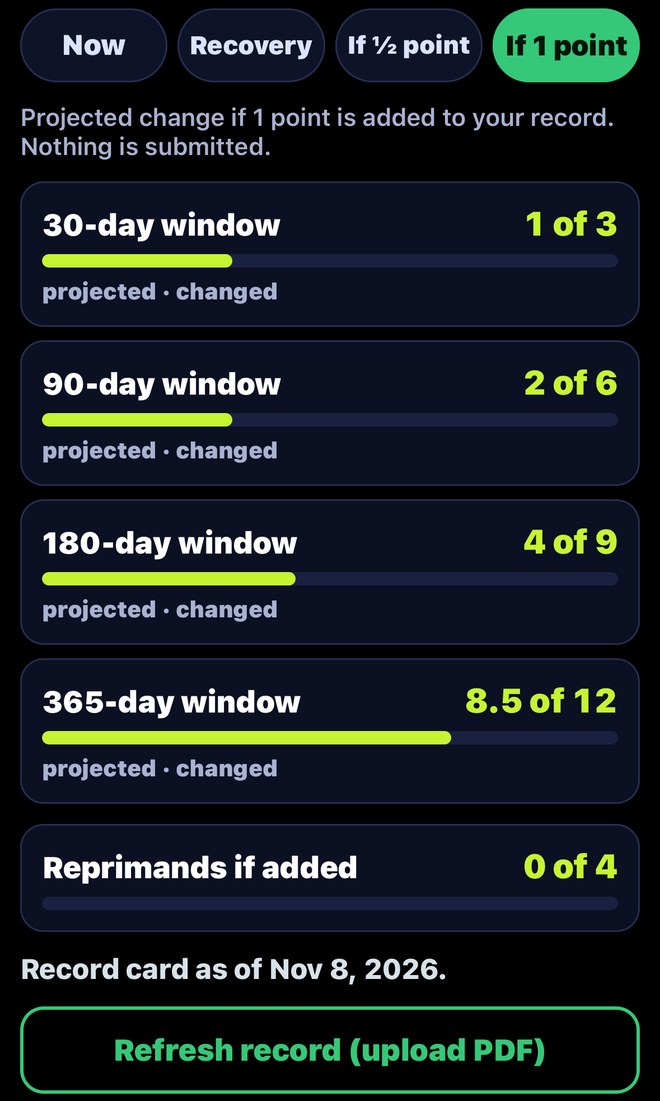 Now
Recovery
If ½ point
If 1 point
Projected change if 1 point is added to your record.
Nothing is submitted.
30-day window
1 of 3
projected · changed
90-day window
2 of 6
projected · changed
180-day window
4 of 9
projected · changed
365-day window
8.5 of 12
projected · changed
Reprimands if added
0 of 4
Record card as of Nov 8, 2026.
Refresh record (upload PDF)